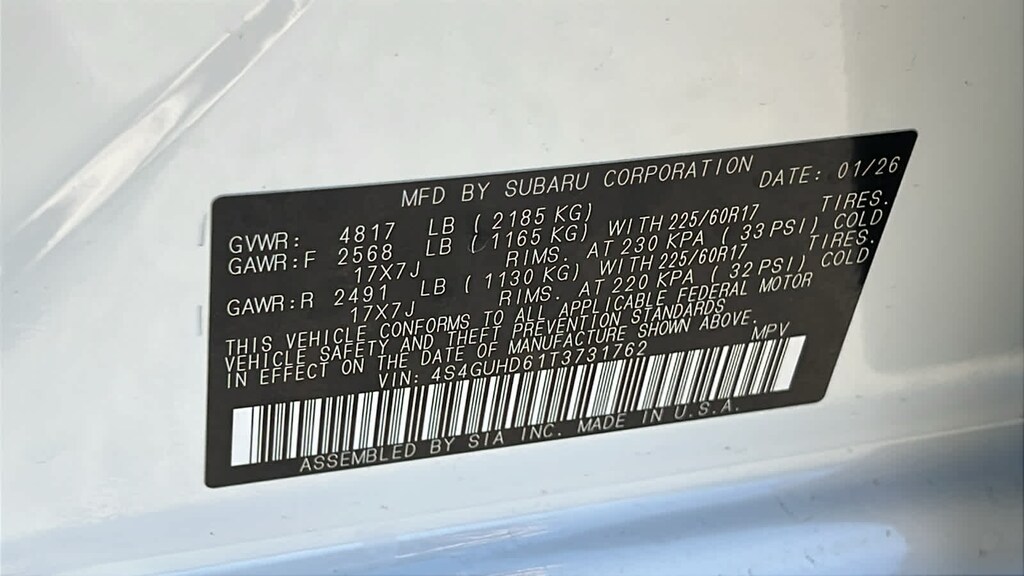 MFD BY SUBARU CORPORATION DATE: 01/26
GVWR: 4817 LB ( 2185 KG)
GAWR:F 2568 LB ( 1165 KG) WITH 225/60R17 TIRES.
17X7J RIMS. AT 230 KPA ( 33 PSI) COLD
GAWR:R 2491 LB ( 1130 KG) WITH 225/60R17 TIRES.
17X7J RIMS. AT 220 KPA ( 32 PSI) COLD
THIS VEHICLE CONFORMS TO ALL APPLICABLE FEDERAL MOTOR
VEHICLE SAFETY AND THEFT PREVENTION STANDARDS
IN EFFECT ON THE DATE OF MANUFACTURE SHOWN ABOVE.
VIN: 4S4GUHD61T3731762 MPV
ASSEMBLED BY SIA INC. MADE IN U.S.A.